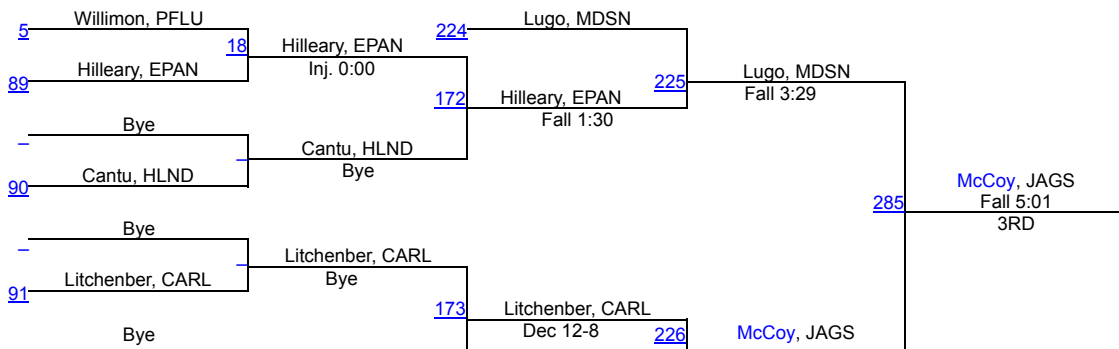 Willimon, PFLU
5
Hilleary, EPAN
89
18
Hilleary, EPAN
Inj. 0:00
Bye
–
Cantu, HLND
90
–
Cantu, HLND
Bye
172
Hilleary, EPAN
Fall 1:30
224
Lugo, MDSN
225
Lugo, MDSN
Fall 3:29
Bye
–
Litchenber, CARL
91
–
Litchenber, CARL
Bye
Bye
173
Litchenber, CARL
Dec 12-8
226
McCoy, JAGS
285
McCoy, JAGS
Fall 5:01
3RD